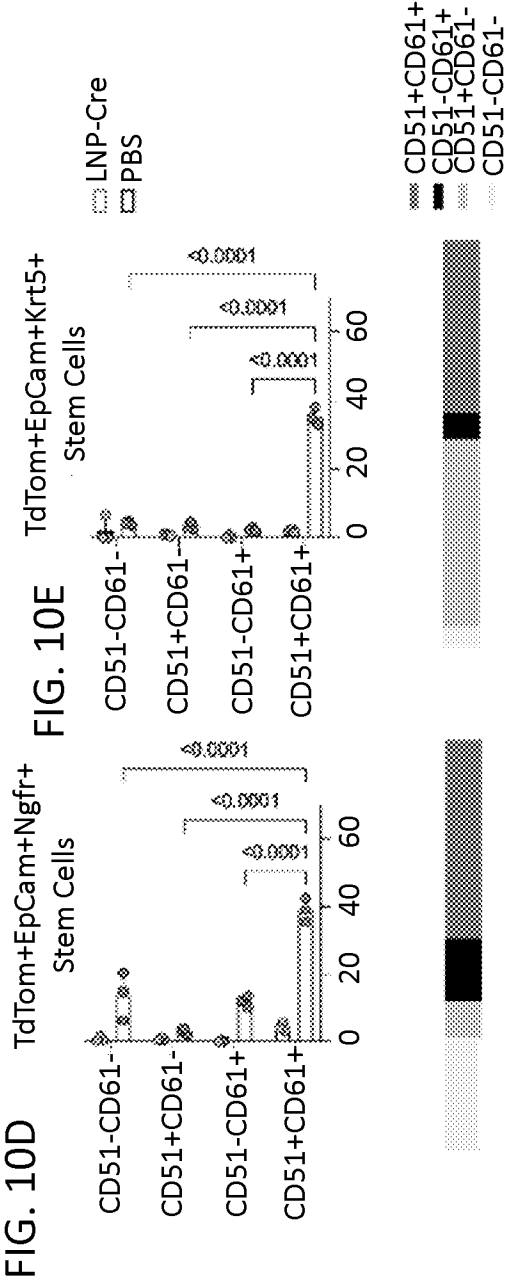 FIG. 10D
TdTom+EpCam+Ngfr+
Stem Cells
CD51-CD61-
CD51+CD61-
CD51-CD61+
CD51+CD61+
<0.0001
<0.0001
<0.0001
0 20 40 60
FIG. 10E
TdTom+EpCam+Krt5+
Stem Cells
CD51-CD61-
CD51+CD61-
CD51-CD61+
CD51+CD61+
<0.0001
<0.0001
<0.0001
0 20 40 60
LNP-Cre
PBS
CD51+CD61+
CD51-CD61+
CD51+CD61-
CD51-CD61-